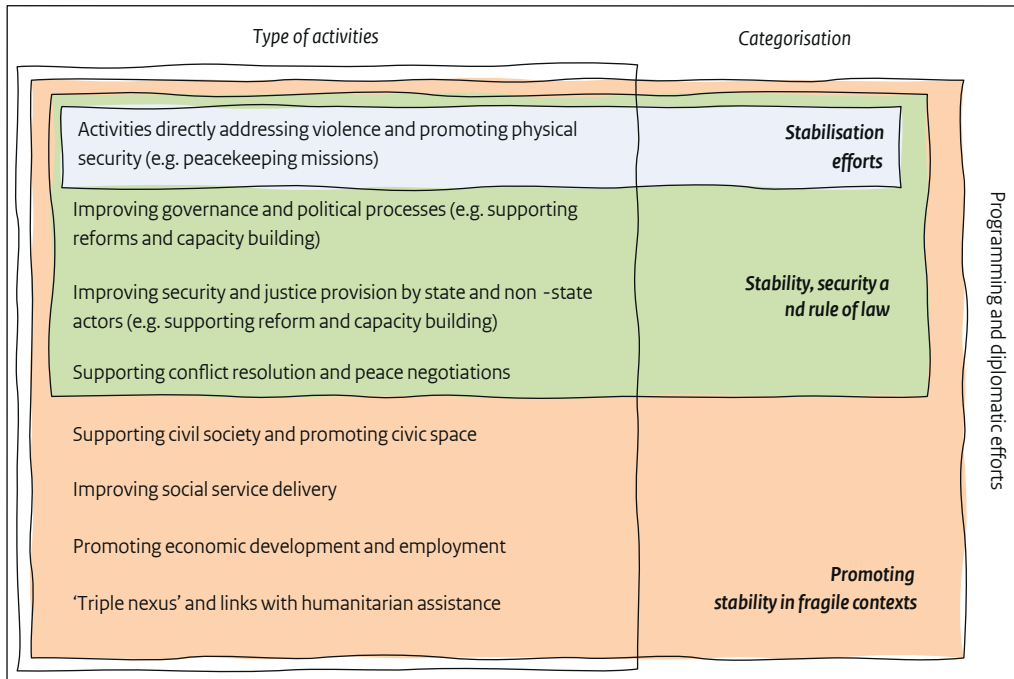 Type of activities
Categorisation
Activities directly addressing violence and promoting physical
security (e.g. peacekeeping missions)
Stabilisation
efforts
Improving governance and political processes (e.g. supporting
reforms and capacity building)
Improving security and justice provision by state and non -state
actors (e.g. supporting reform and capacity building)
Stability, security a
nd rule of law
Supporting conflict resolution and peace negotiations
Supporting civil society and promoting civic space
Improving social service delivery
Promoting economic development and employment
‘Triple nexus’ and links with humanitarian assistance
Promoting
stability in fragile contexts
Programming and diplomatic efforts